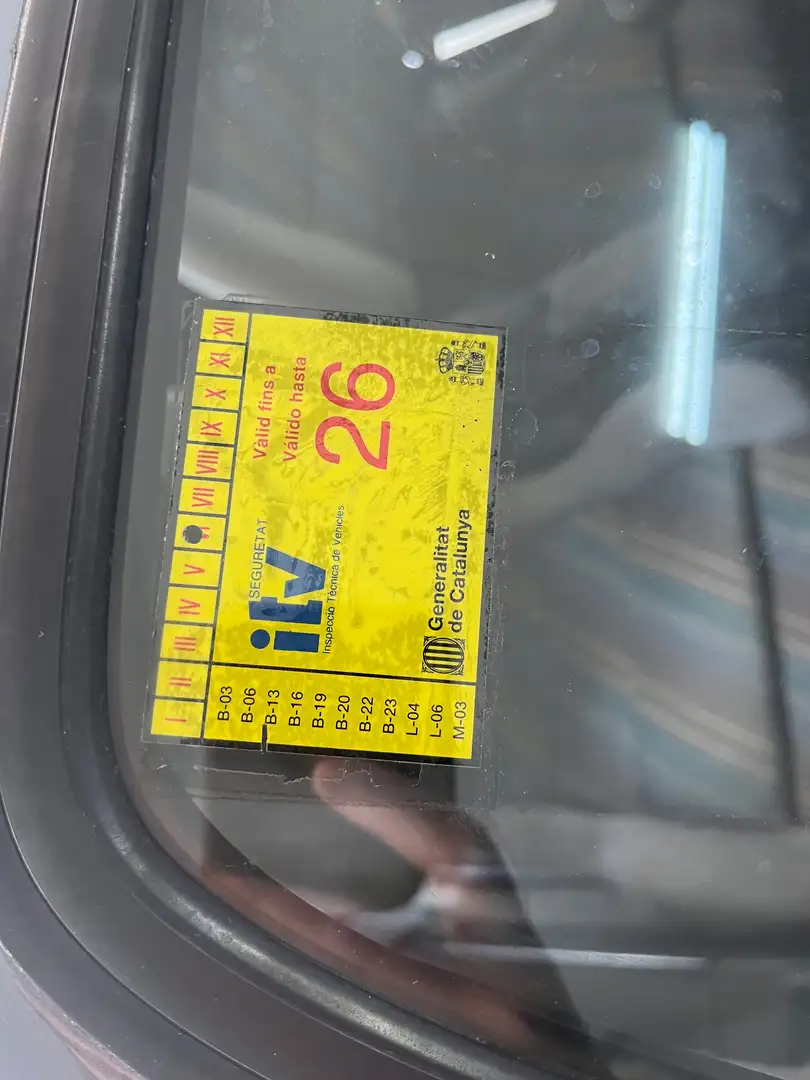 I II III IV V VI VII VIII IX X XI XII
SEGURETAT
itv
Inspecció Tècnica de Vehicles
Vàlid fins a
Válido hasta
26
Generalitat
de Catalunya
B-03
B-06
B-13
B-16
B-19
B-20
B-22
B-23
L-04
L-06
M-03